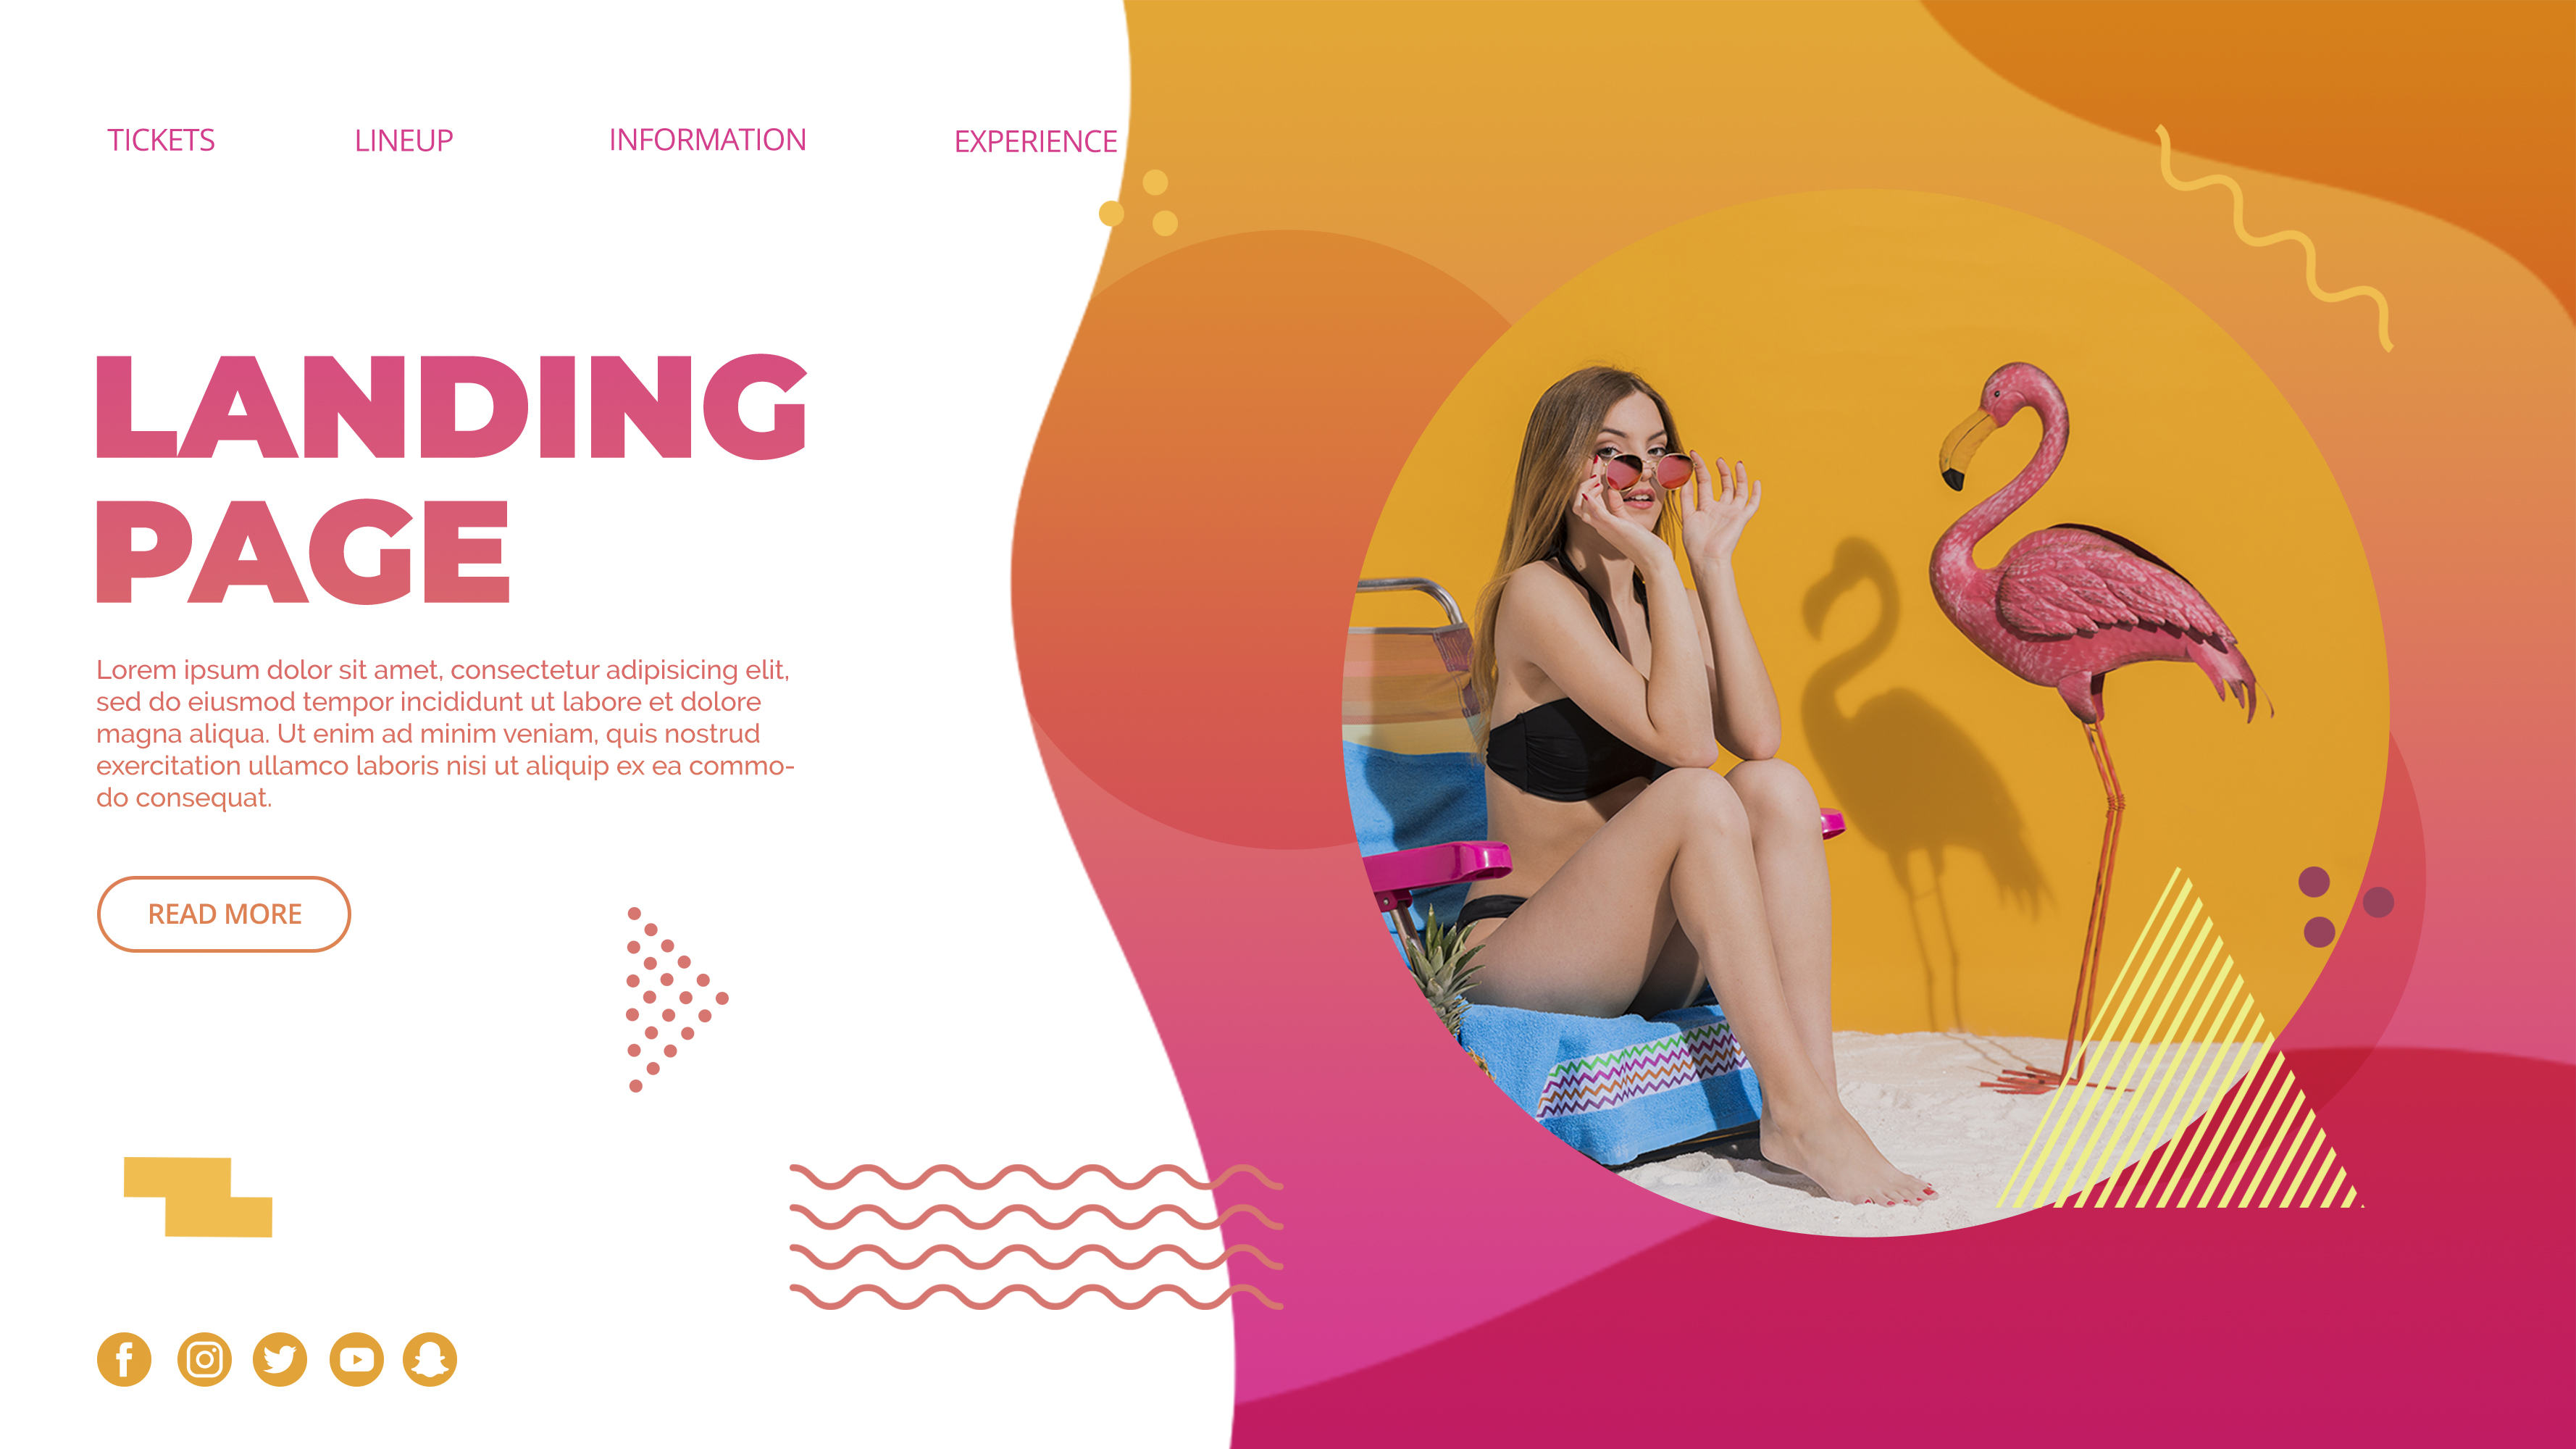 TICKETS LINEUP INFORMATION EXPERIENCE
LANDING
PAGE
Lorem ipsum dolor sit amet, consectetur adipisicing elit,
sed do eiusmod tempor incididunt ut labore et dolore
magna aliqua. Ut enim ad minim veniam, quis nostrud
exercitation ullamco laboris nisi ut aliquip ex ea commo-
do consequat.
READ MORE